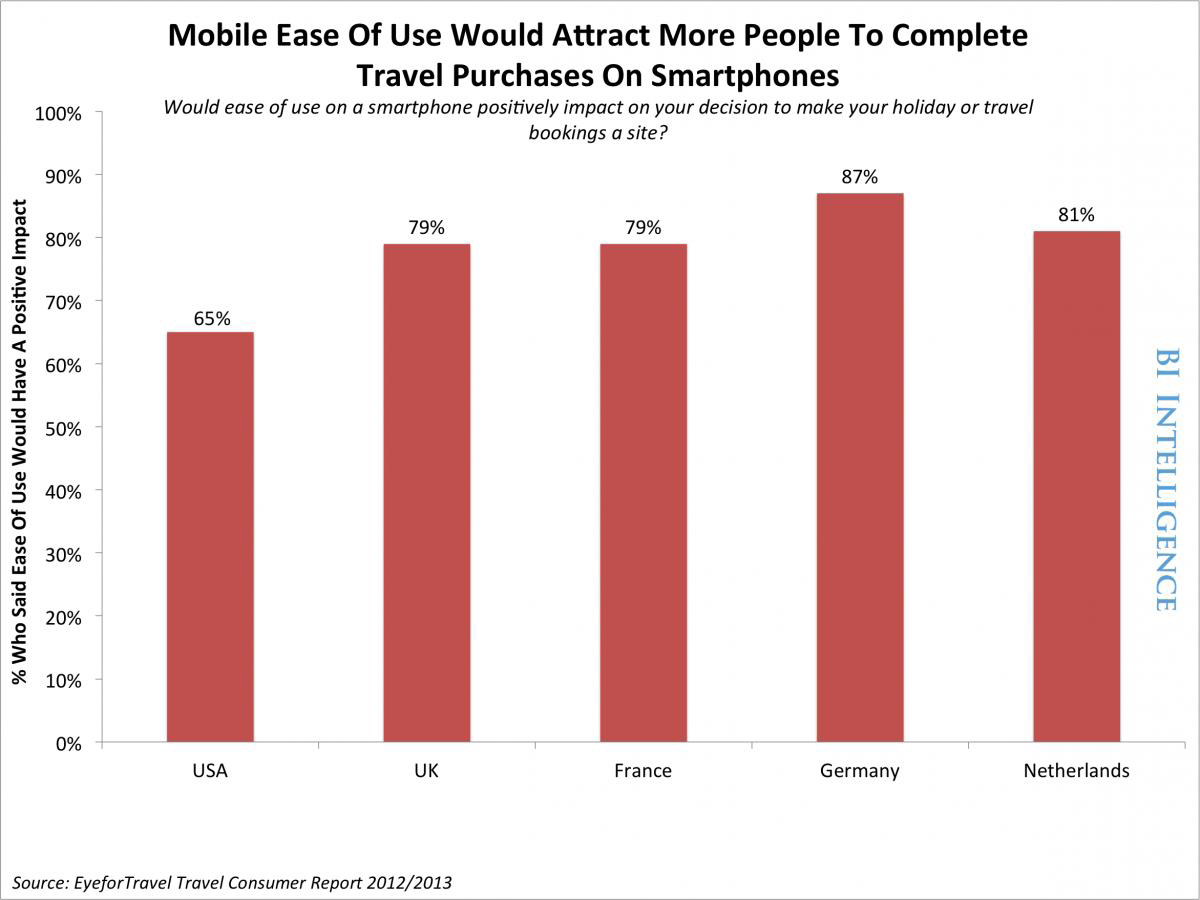 Mobile Ease Of Use Would Attract More People To Complete
Travel Purchases On Smartphones
Would ease of use on a smartphone positively impact on your decision to make your holiday or travel
bookings a site?
% Who Said Ease Of Use Would Have A Positive Impact
100%
90%
80%
70%
60%
50%
40%
30%
20%
10%
0%
65%
79%
79%
87%
81%
USA
UK
France
Germany
Netherlands
BI INTELLIGENCE
Source: EyeforTravel Travel Consumer Report 2012/2013